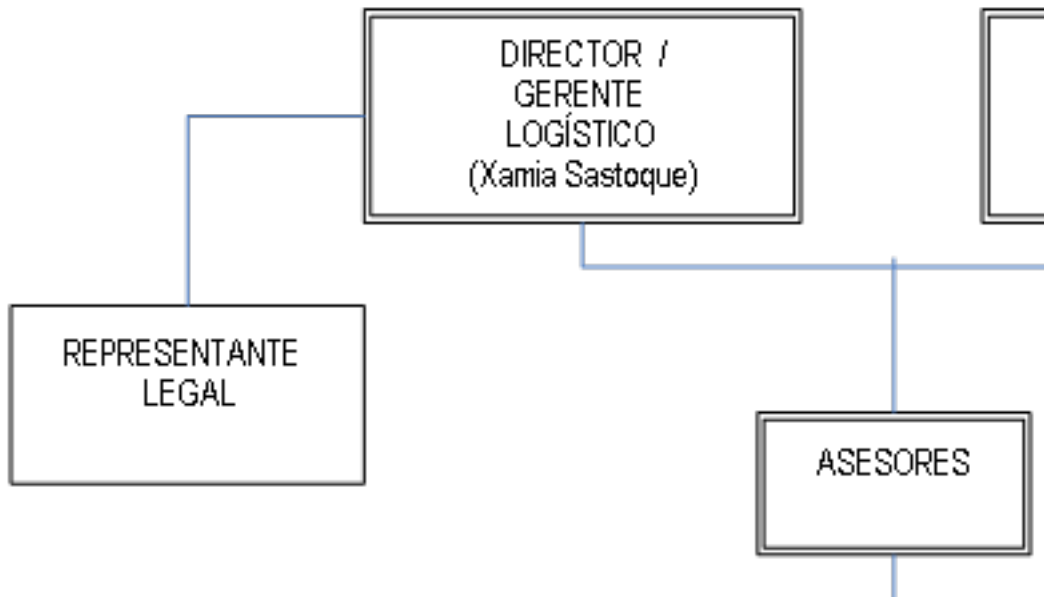 DIRECTOR /
GERENTE
LOGÍSTICO
(Xamia Sastoque)
REPRESENTANTE
LEGAL
ASESORES